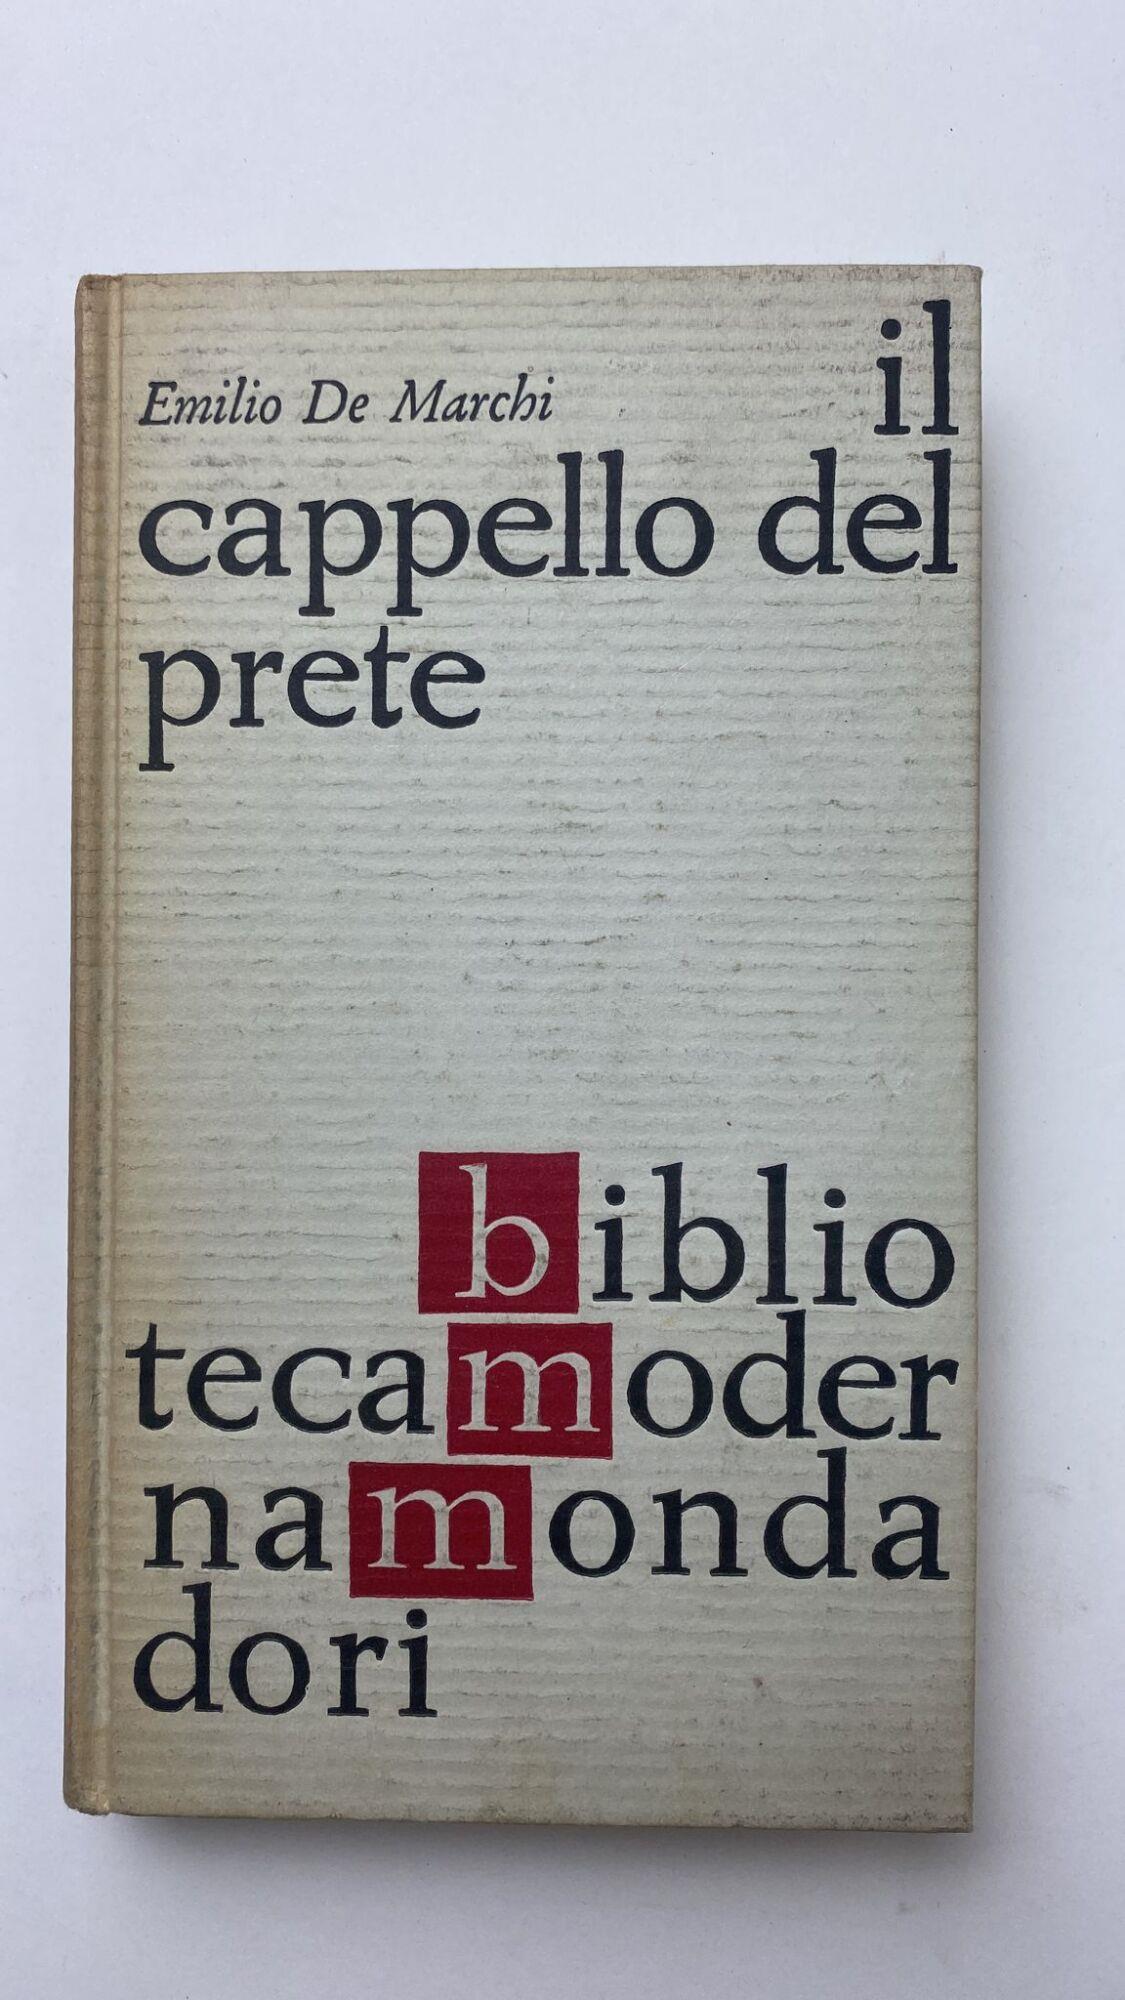 Emilio De Marchi
il
cappello del
prete
biblio
tecamoder
namonda
dori